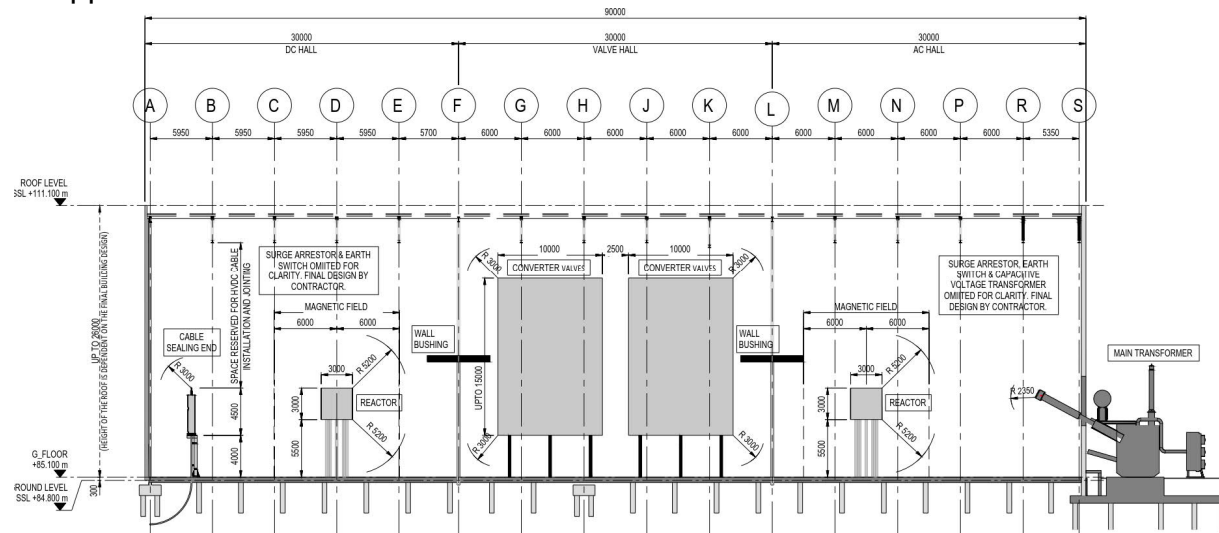 90000
30000
30000
30000
DC HALL
VALVE HALL
AC HALL
A
B
C
D
E
F
G
H
J
K
L
M
N
P
R
S
5950
5950
5950
5950
5700
6000
6000
6000
6000
6000
6000
6000
6000
6000
5350
ROOF LEVEL
SSL +111.100 m
UP TO 26000
(HEIGHT OF THE ROOF IS DEPENDENT ON THE FINAL BUILDING DESIGN)
SPACE RESERVED FOR HVDC CABLE
INSTALLATION AND JOINTING
SURGE ARRESTOR & EARTH
SWITCH OMIITED FOR
CLARITY. FINAL DESIGN BY
CONTRACTOR.
MAGNETIC FIELD
6000
6000
CABLE
SEALING END
R 3000
4500
4000
3000
3000
5500
R 5200
R 5200
REACTOR
WALL
BUSHING
R 3000
10000
2500
10000
R 3000
CONVERTER VALVES
CONVERTER VALVES
UPTO 15000
R 3000
R 3000
WALL
BUSHING
MAGNETIC FIELD
6000
6000
3000
3000
5500
R 5200
R 5200
REACTOR
SURGE ARRESTOR, EARTH
SWITCH & CAPACITIVE
VOLTAGE TRANSFORMER
OMIITED FOR CLARITY. FINAL
DESIGN BY CONTRACTOR.
R 2350
MAIN TRANSFORMER
G_FLOOR
+85.100 m
ROUND LEVEL
SSL +84.800 m
300